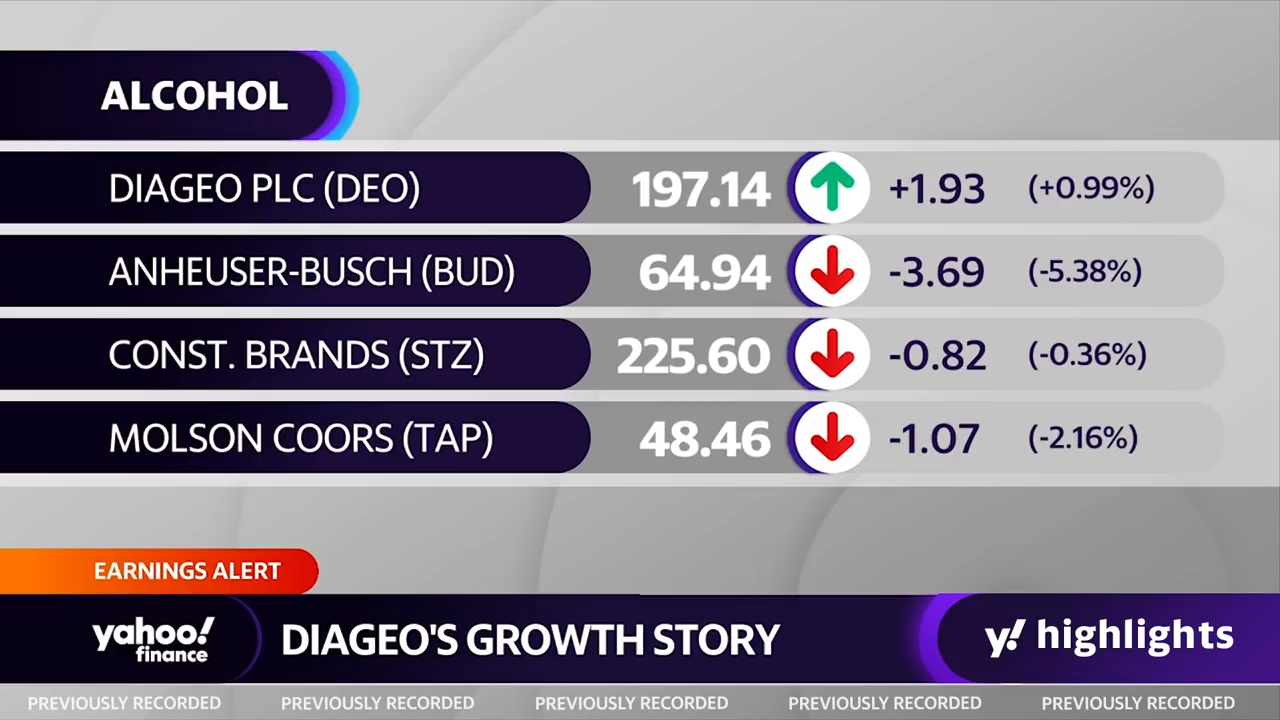 ALCOHOL
DIAGEO PLC (DEO) 197.14 +1.93 (+0.99%)
ANHEUSER-BUSCH (BUD) 64.94 -3.69 (-5.38%)
CONST. BRANDS (STZ) 225.60 -0.82 (-0.36%)
MOLSON COORS (TAP) 48.46 -1.07 (-2.16%)
EARNINGS ALERT
yahoo! finance DIAGEO'S GROWTH STORY y! highlights
PREVIOUSLY RECORDED PREVIOUSLY RECORDED PREVIOUSLY RECORDED PREVIOUSLY RECORDED PREVIOUSLY RECORDED